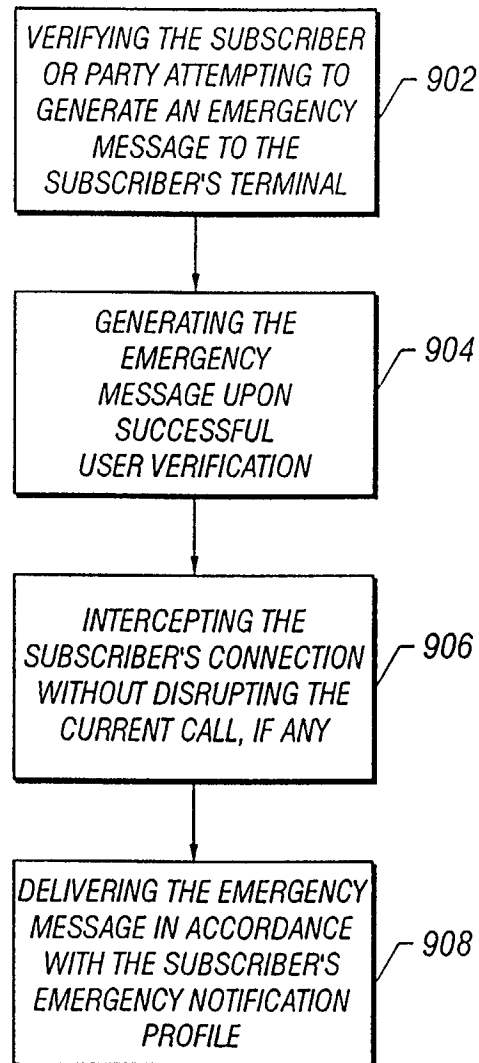 VERIFYING THE SUBSCRIBER
OR PARTY ATTEMPTING TO
GENERATE AN EMERGENCY
MESSAGE TO THE
SUBSCRIBER'S TERMINAL
902
GENERATING THE
EMERGENCY
MESSAGE UPON
SUCCESSFUL
USER VERIFICATION
904
INTERCEPTING THE
SUBSCRIBER'S CONNECTION
WITHOUT DISRUPTING THE
CURRENT CALL, IF ANY
906
DELIVERING THE EMERGENCY
MESSAGE IN ACCORDANCE
WITH THE SUBSCRIBER'S
EMERGENCY NOTIFICATION
PROFILE
908